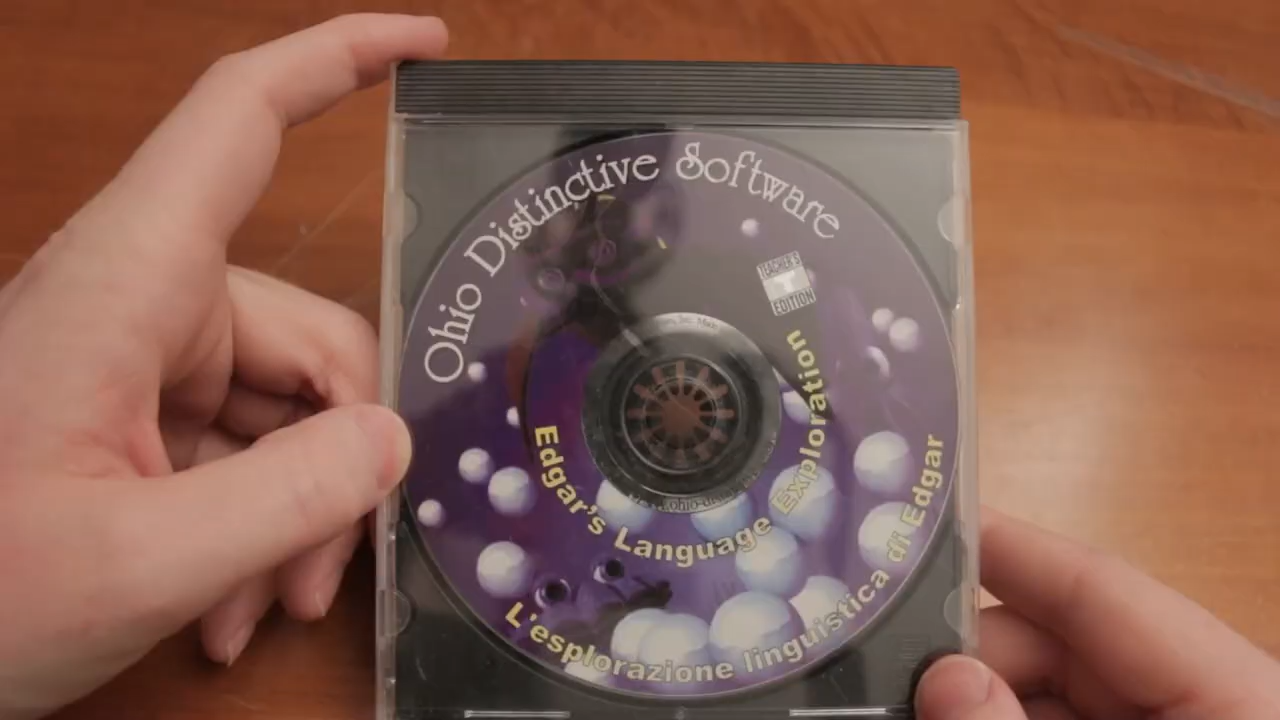 Ohio Distinctive Software
TEACHER'S
T
EDITION
Edgar's Language Exploration
L'esplorazione linguistica di Edgar